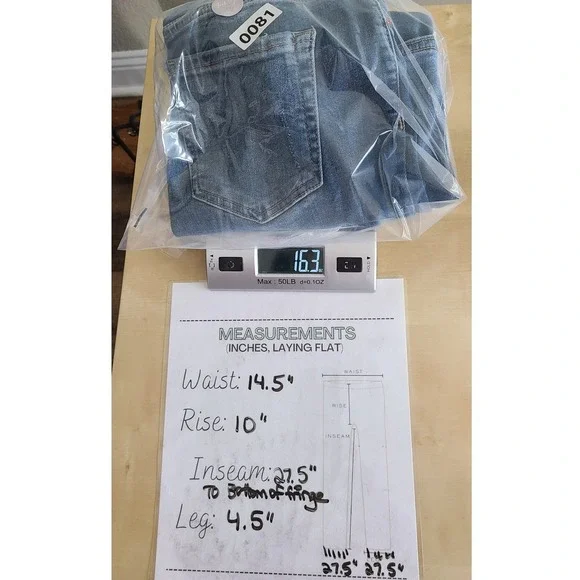 0081
16.3
Max : 50LB d=0.1OZ
HOLD
MEASUREMENTS
(INCHES, LAYING FLAT)
WAIST
Waist: 14.5"
RISE
Rise: 10"
INSEAM
Inseam: 27.5"
To Bottom of fringe
Leg: 4.5"
27.5" 27.5"